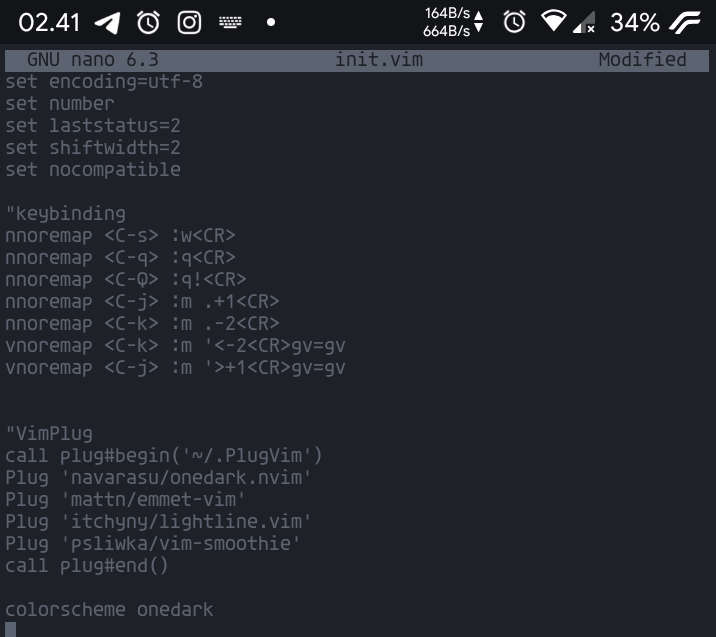 02.41
164B/s
664B/s
34%
GNU nano 6.3 init.vim Modified
set encoding=utf-8
set number
set laststatus=2
set shiftwidth=2
set nocompatible
"keybinding
nnoremap <C-s> :w<CR>
nnoremap <C-q> :q<CR>
nnoremap <C-Q> :q!<CR>
nnoremap <C-j> :m .+1<CR>
nnoremap <C-k> :m .-2<CR>
vnoremap <C-k> :m '<-2<CR>gv=gv
vnoremap <C-j> :m '>+1<CR>gv=gv
"VimPlug
call plug#begin('~/.PlugVim')
Plug 'navarasu/onedark.nvim'
Plug 'mattn/emmet-vim'
Plug 'itchyny/lightline.vim'
Plug 'psliwka/vim-smoothie'
call plug#end()
colorscheme onedark